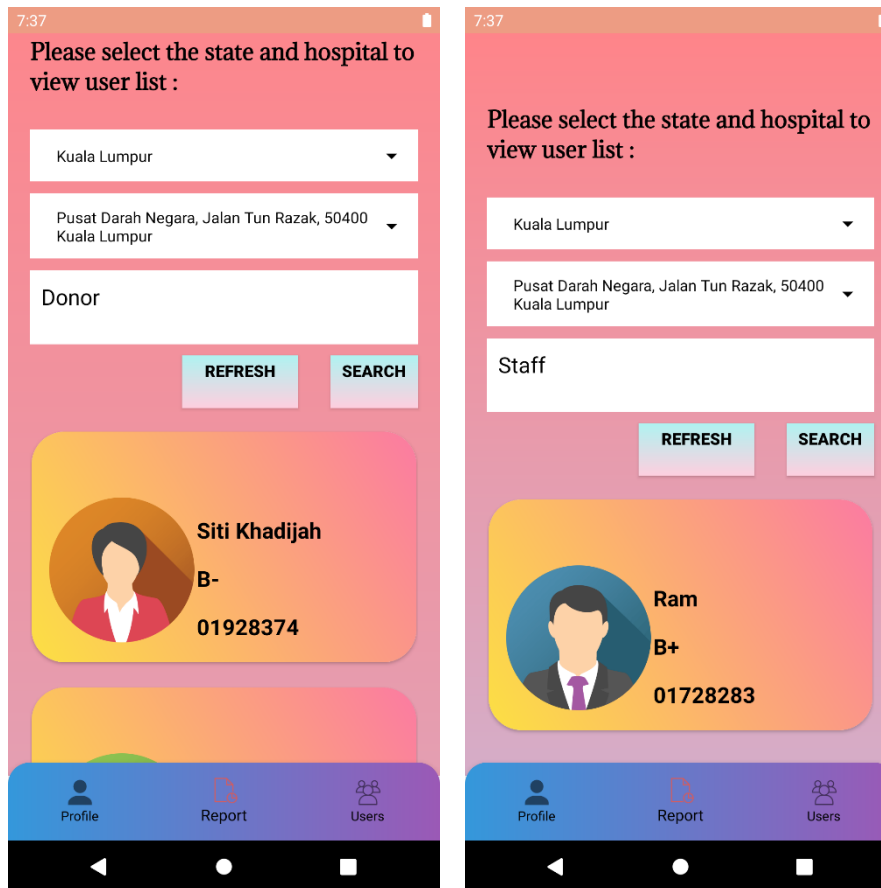 7:37
Please select the state and hospital to
view user list :
Kuala Lumpur
Pusat Darah Negara, Jalan Tun Razak, 50400
Kuala Lumpur
Donor
REFRESH
SEARCH
Siti Khadijah
B-
01928374
Profile
Report
Users
7:37
Please select the state and hospital to
view user list :
Kuala Lumpur
Pusat Darah Negara, Jalan Tun Razak, 50400
Kuala Lumpur
Staff
REFRESH
SEARCH
Ram
B+
01728283
Profile
Report
Users